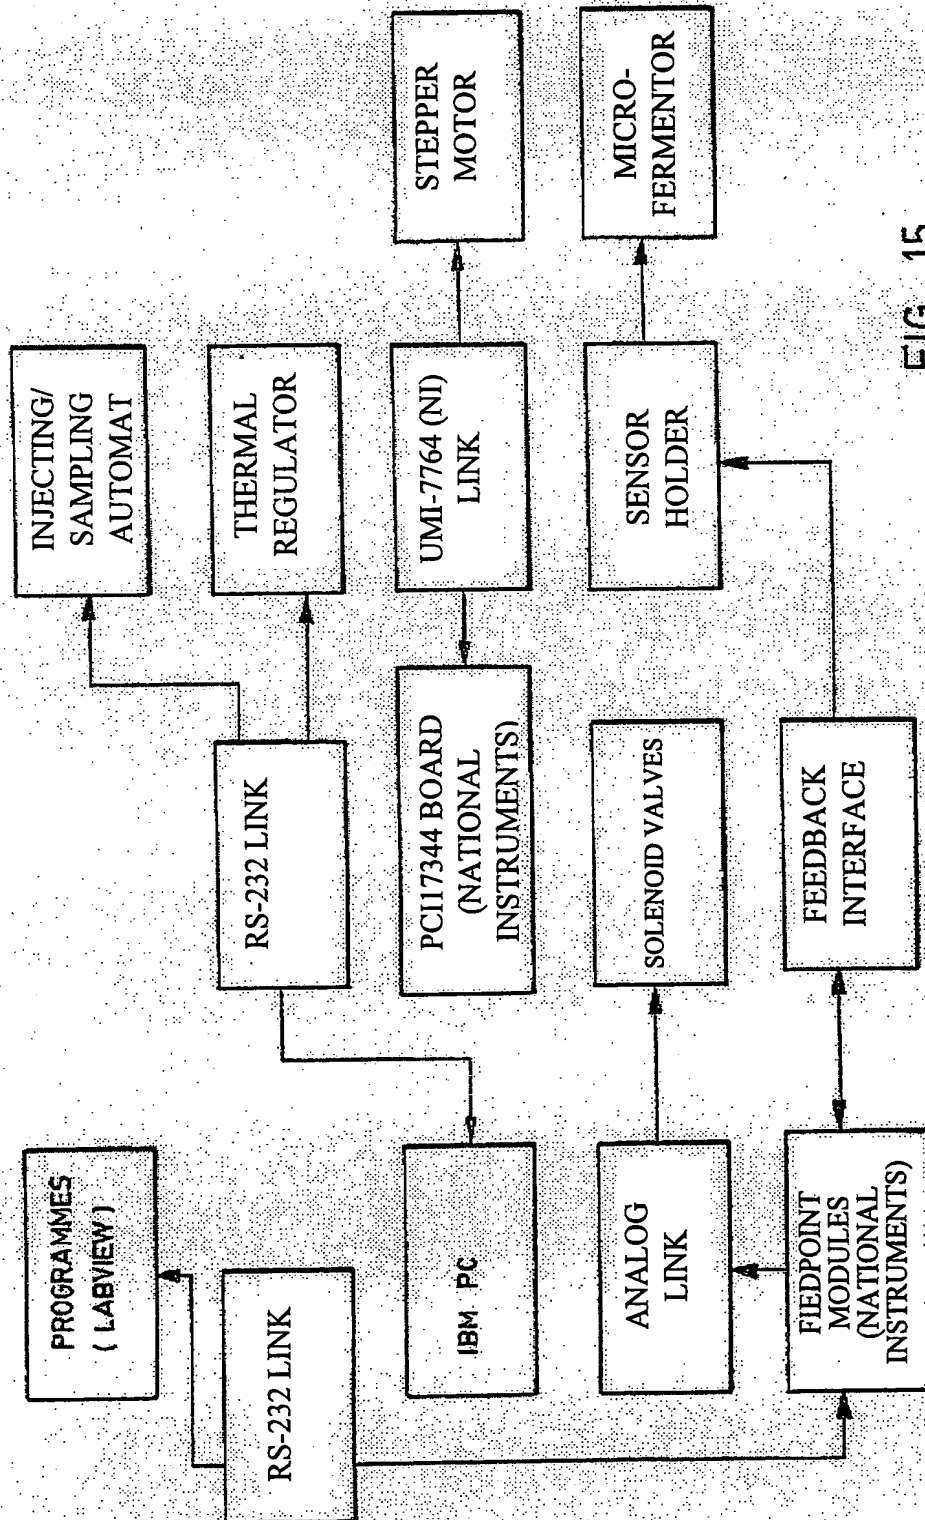 PROGRAMMES
( LABVIEW )
RS-232 LINK
IBM PC
ANALOG
LINK
FIEDPOINT
MODULES
(NATIONAL
INSTRUMENTS)
RS-232 LINK
PCI17344 BOARD
(NATIONAL
INSTRUMENTS)
SOLENOID VALVES
FEEDBACK
INTERFACE
INJECTING/
SAMPLING
AUTOMAT
THERMAL
REGULATOR
UMI-7764 (NI)
LINK
SENSOR
HOLDER
STEPPER
MOTOR
MICRO-
FERMENTOR
FIG. 15